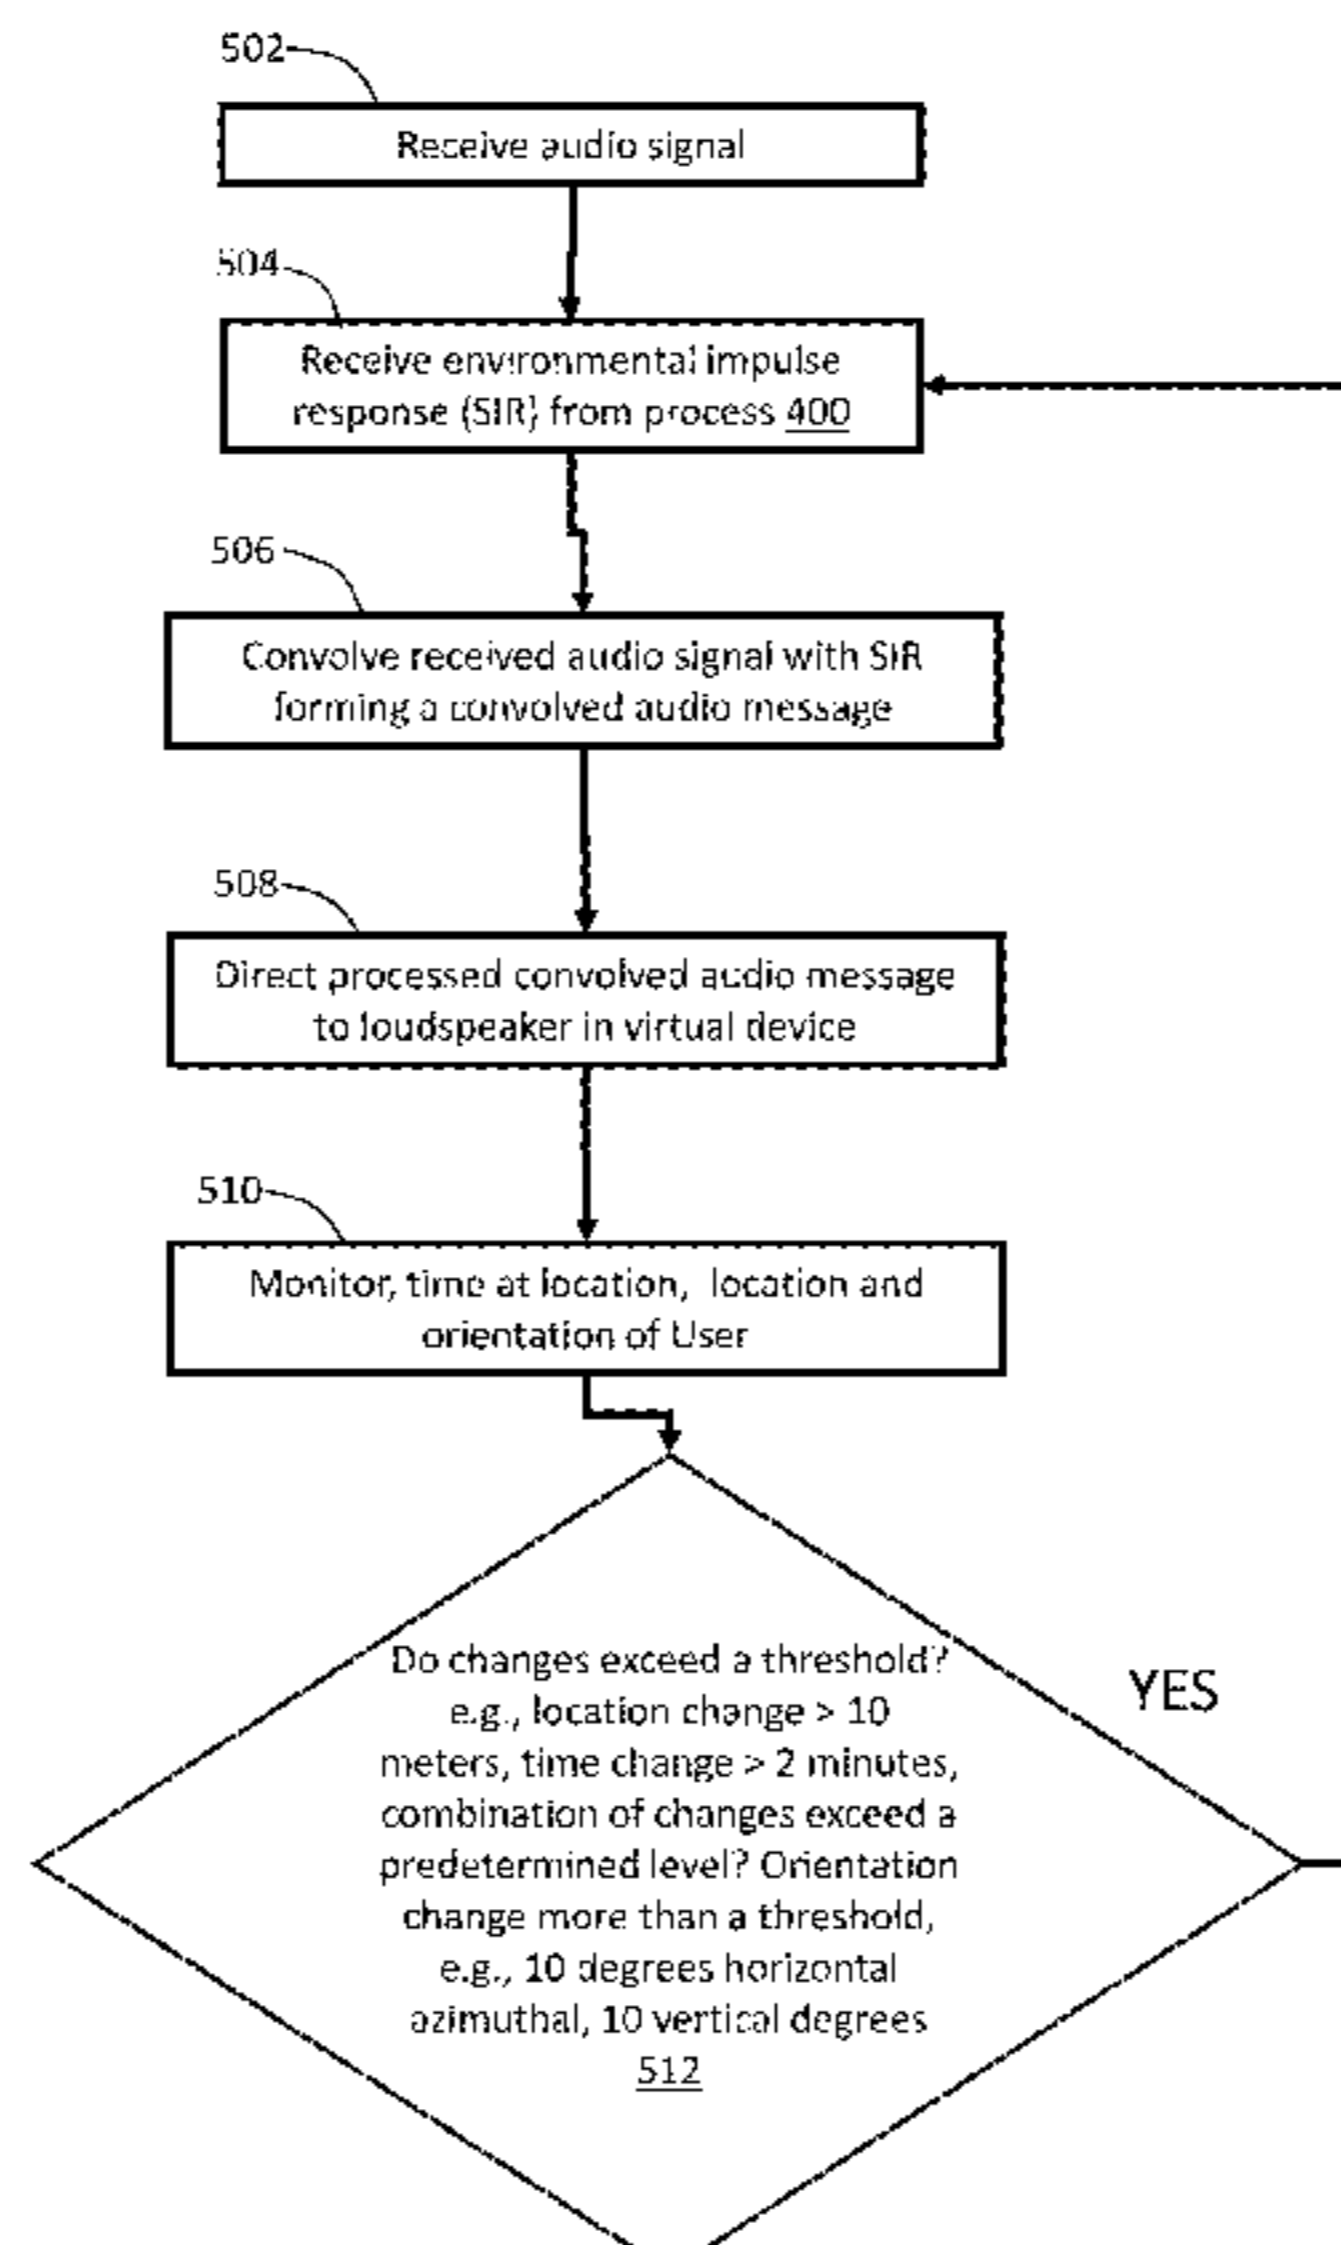 502
Receive audio signal
504
Receive environmental impulse
response (SIR) from process 400
506
Convolve received audio signal with SIR
forming a convolved audio message
508
Direct processed convolved audio message
to loudspeaker in virtual device
510
Monitor, time at location, location and
orientation of User
Do changes exceed a threshold?
e.g., location change > 10
meters, time change > 2 minutes,
combination of changes exceed a
predetermined level? Orientation
change more than a threshold,
e.g., 10 degrees horizontal
azimuthal, 10 vertical degrees
512
YES